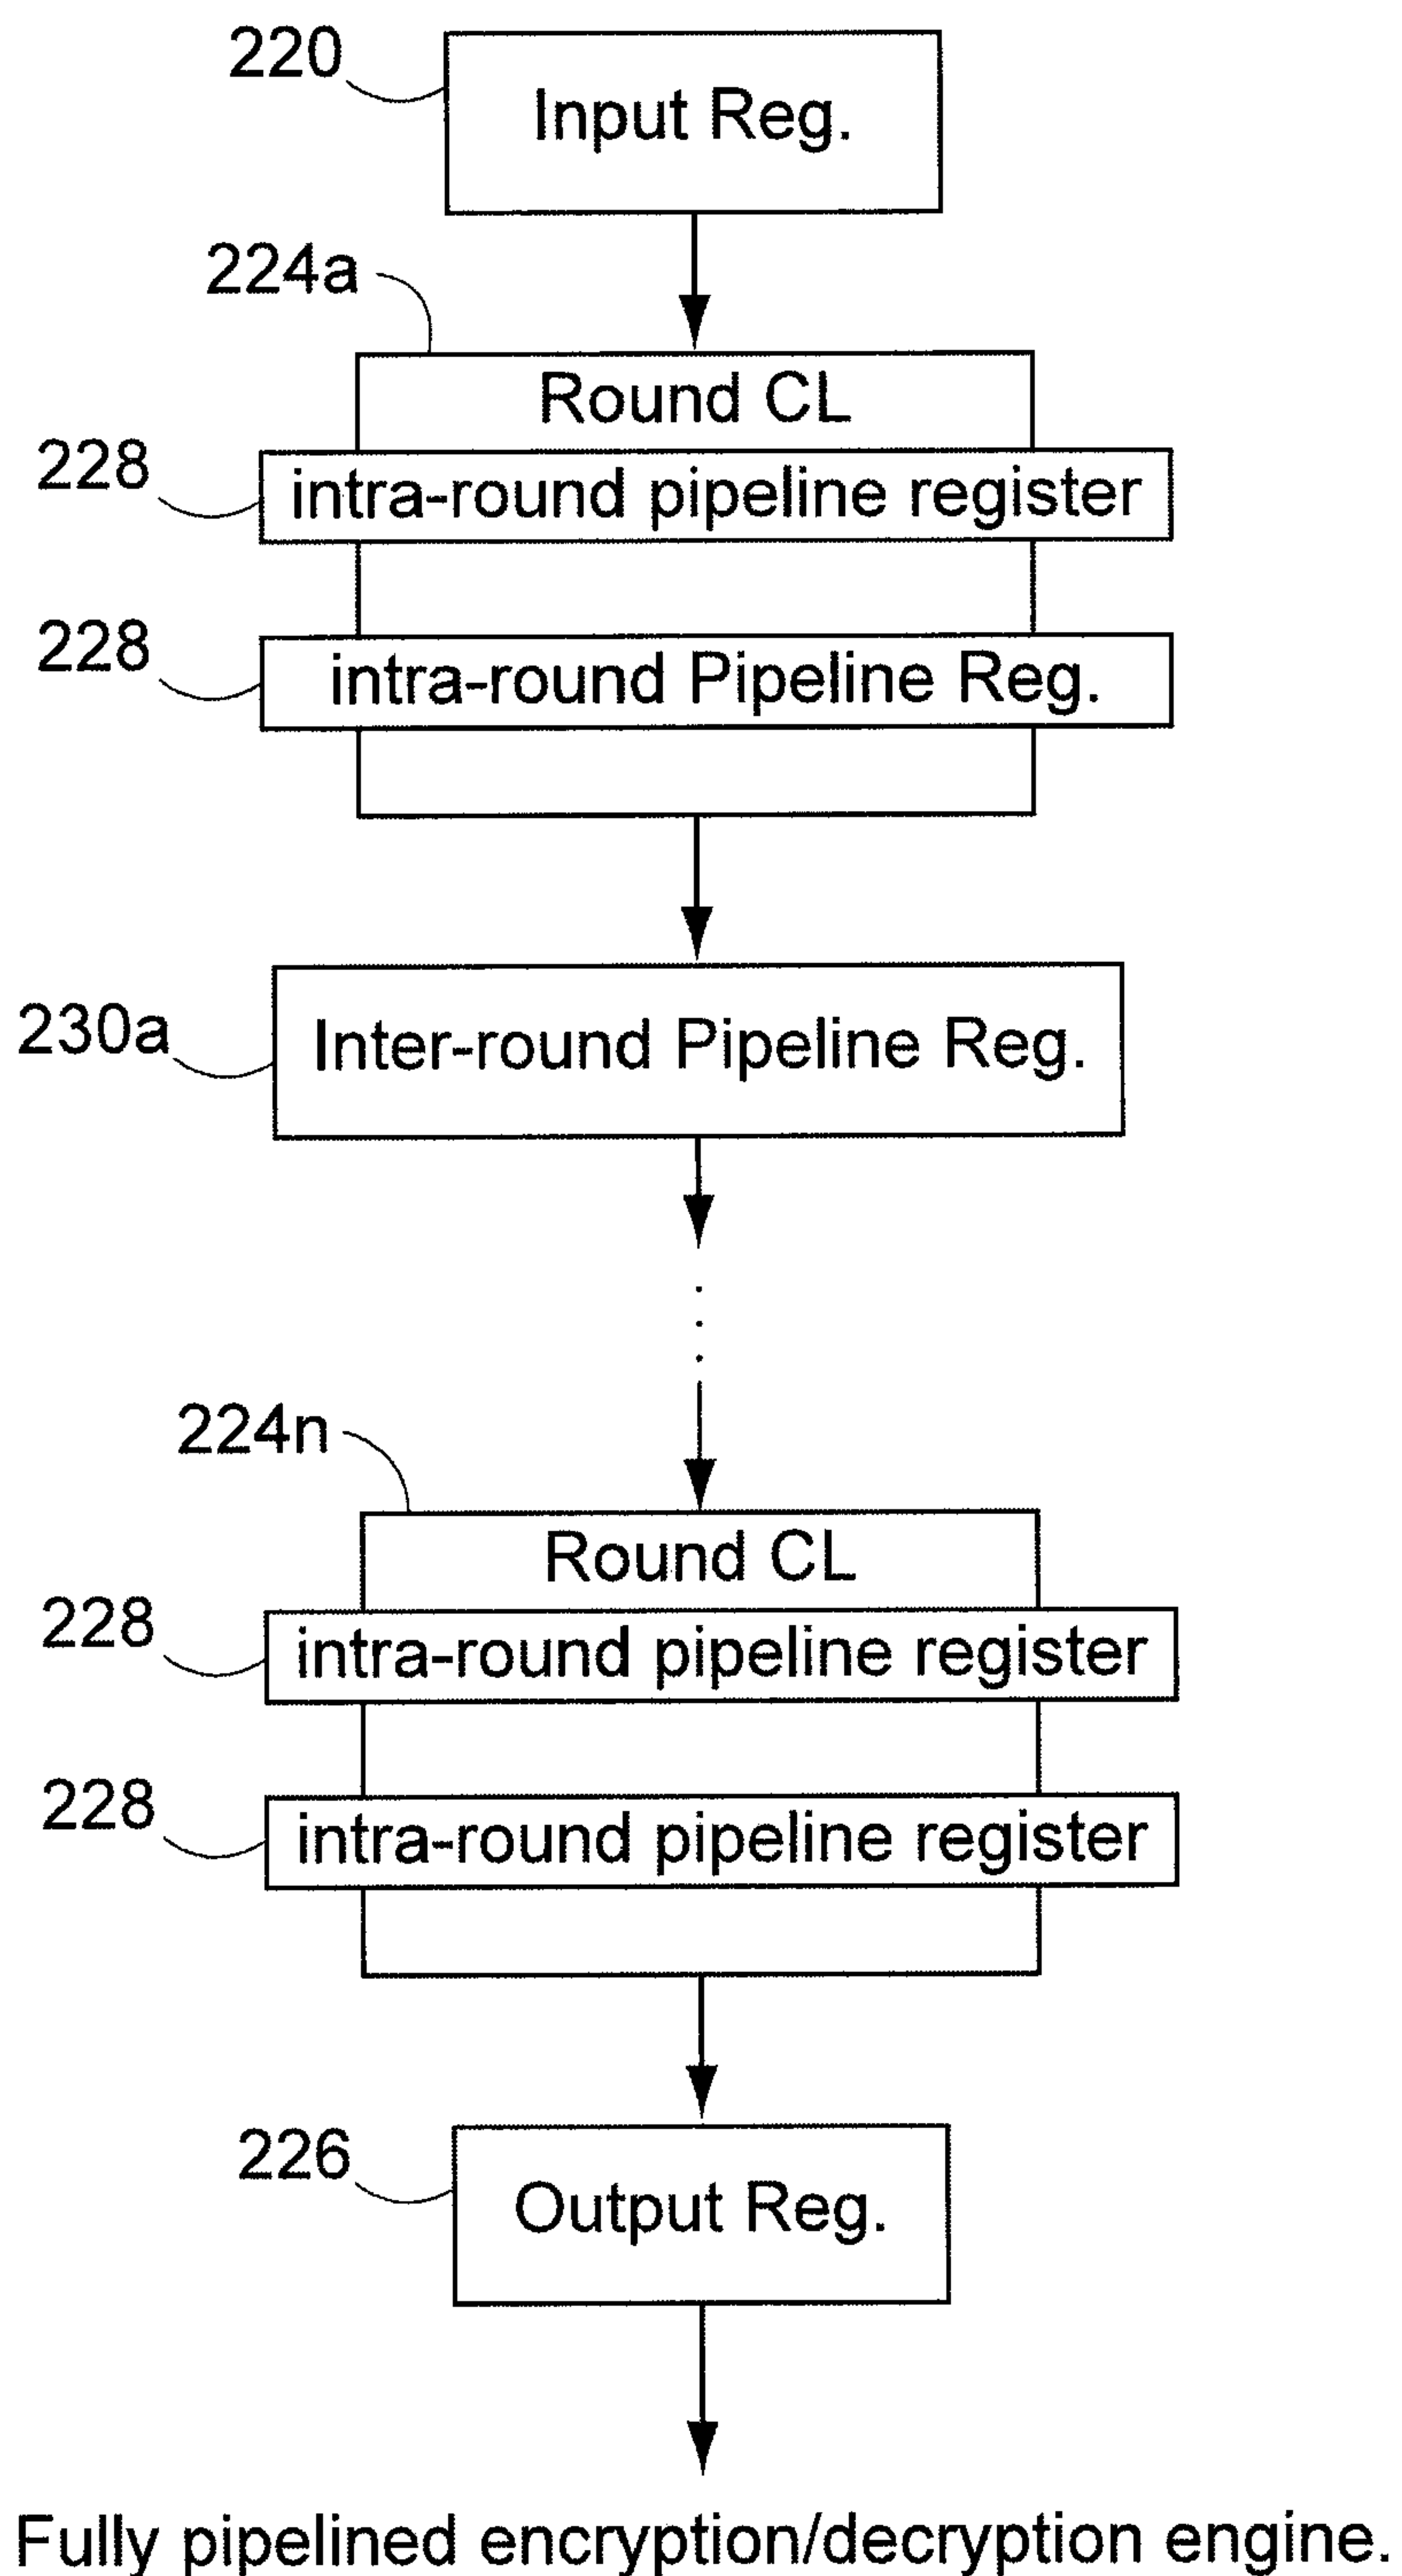 220
Input Reg.
224a
Round CL
228
intra-round pipeline register
228
intra-round Pipeline Reg.
230a
Inter-round Pipeline Reg.
224n
Round CL
228
intra-round pipeline register
228
intra-round pipeline register
226
Output Reg.
Fully pipelined encryption/decryption engine.